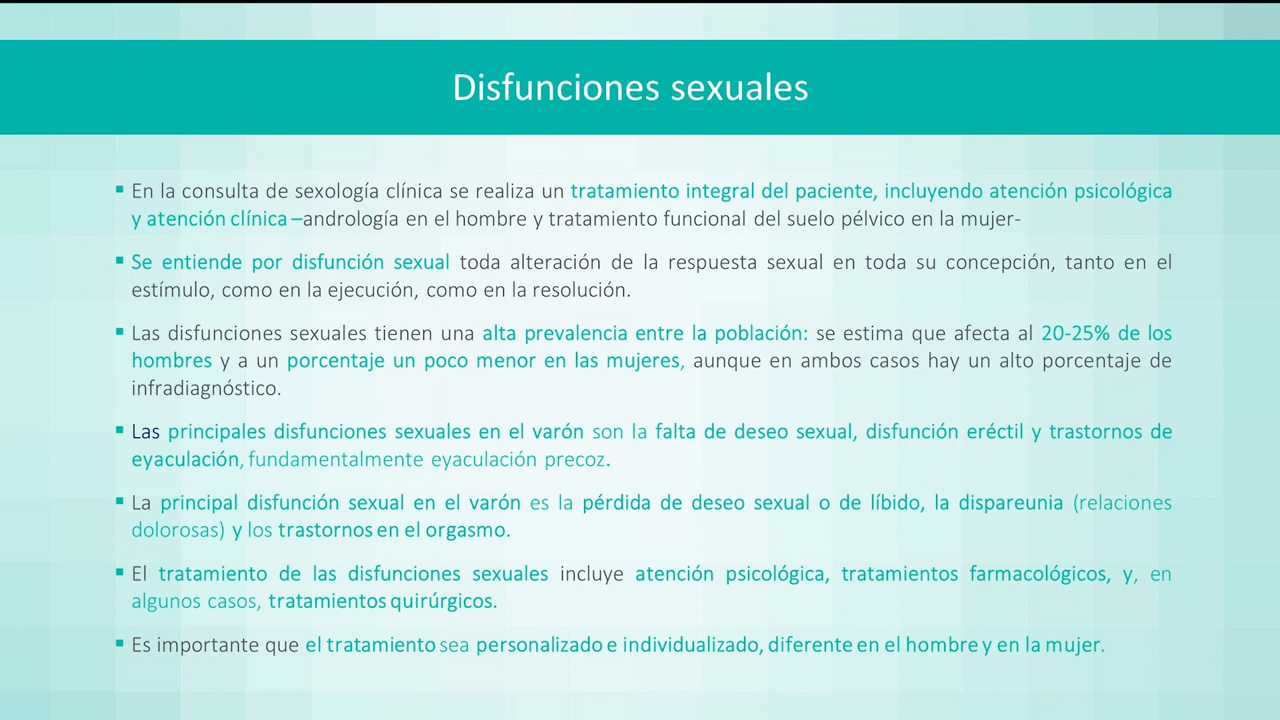 Disfunciones sexuales
▪ En la consulta de sexología clínica se realiza un tratamiento integral del paciente, incluyendo atención psicológica
y atención clínica –andrología en el hombre y tratamiento funcional del suelo pélvico en la mujer-
▪ Se entiende por disfunción sexual toda alteración de la respuesta sexual en toda su concepción, tanto en el
estímulo, como en la ejecución, como en la resolución.
▪ Las disfunciones sexuales tienen una alta prevalencia entre la población: se estima que afecta al 20-25% de los
hombres y a un porcentaje un poco menor en las mujeres, aunque en ambos casos hay un alto porcentaje de
infradiagnóstico.
▪ Las principales disfunciones sexuales en el varón son la falta de deseo sexual, disfunción eréctil y trastornos de
eyaculación, fundamentalmente eyaculación precoz.
▪ La principal disfunción sexual en el varón es la pérdida de deseo sexual o de líbido, la dispareunia (relaciones
dolorosas) y los trastornos en el orgasmo.
▪ El tratamiento de las disfunciones sexuales incluye atención psicológica, tratamientos farmacológicos, y, en
algunos casos, tratamientos quirúrgicos.
▪ Es importante que el tratamiento sea personalizado e individualizado, diferente en el hombre y en la mujer.